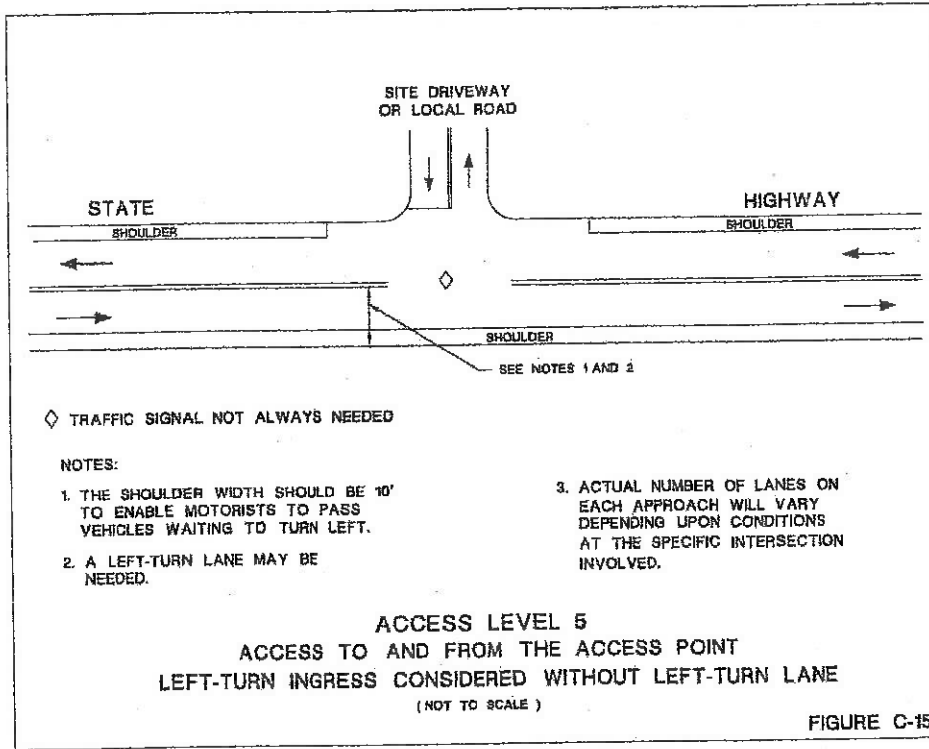 SITE DRIVEWAY
OR LOCAL ROAD
STATE
HIGHWAY
SHOULDER
SHOULDER
SHOULDER
SEE NOTES 1 AND 2
◇ TRAFFIC SIGNAL NOT ALWAYS NEEDED
NOTES:
1. THE SHOULDER WIDTH SHOULD BE 10'
TO ENABLE MOTORISTS TO PASS
VEHICLES WAITING TO TURN LEFT.
2. A LEFT-TURN LANE MAY BE
NEEDED.
3. ACTUAL NUMBER OF LANES ON
EACH APPROACH WILL VARY
DEPENDING UPON CONDITIONS
AT THE SPECIFIC INTERSECTION
INVOLVED.
ACCESS LEVEL 5
ACCESS TO AND FROM THE ACCESS POINT
LEFT-TURN INGRESS CONSIDERED WITHOUT LEFT-TURN LANE
( NOT TO SCALE )
FIGURE C-15